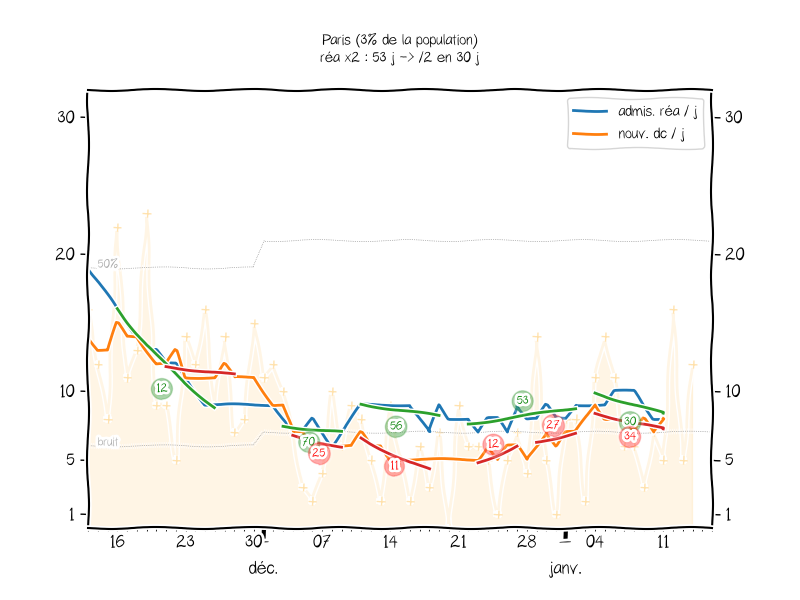 Paris (3% de la population)
réa x2 : 53 j -> /2 en 30 j
admis. réa / j
nouv. dc / j
30 30
20 20
10 10
5 5
1 1
50%
bruit
12
70
25
56
11
53
12
27
30
34
16 23 30 07 14 21 28 04 11
déc. janv.